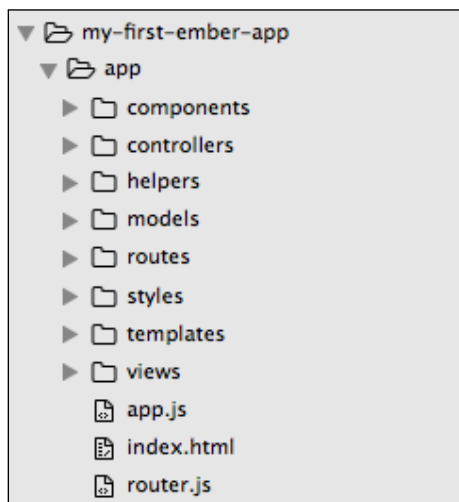 my-first-ember-app
app
components
controllers
helpers
models
routes
styles
templates
views
app.js
index.html
router.js